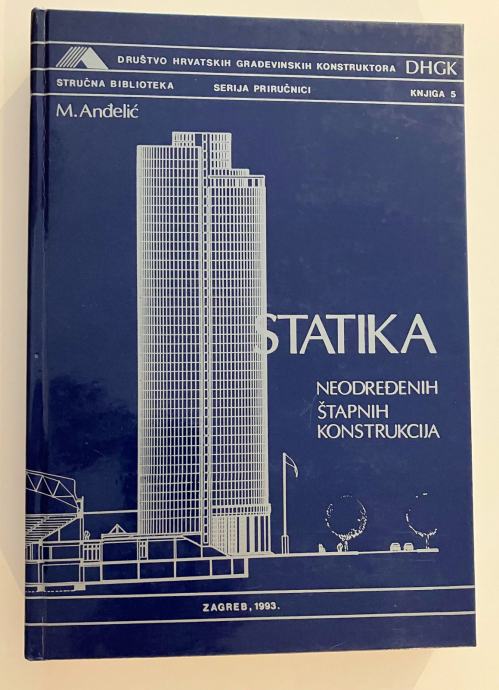 DRUŠTVO HRVATSKIH GRAĐEVINSKIH KONSTRUKTORA DHGK
STRUČNA BIBLIOTEKA SERIJA PRIRUČNICI KNJIGA 5
M. Anđelić
STATIKA
NEODREĐENIH
ŠTAPNIH
KONSTRUKCIJA
ZAGREB, 1993.